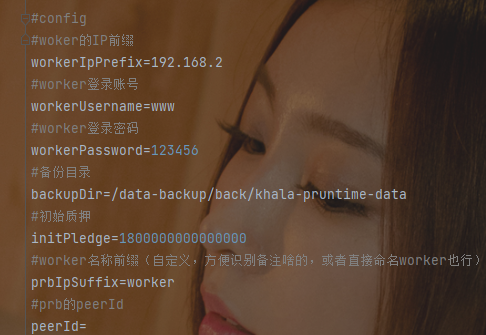 #config
#woker的IP前缀
workerIpPrefix=192.168.2
#worker登录账号
workerUsername=www
#worker登录密码
workerPassword=123456
#备份目录
backupDir=/data-backup/back/khala-pruntime-data
#初始质押
initPledge=1800000000000000
#worker名称前缀（自定义，方便识别备注啥的，或者直接命名worker也行）
prbIpSuffix=worker
#prb的peerId
peerId=